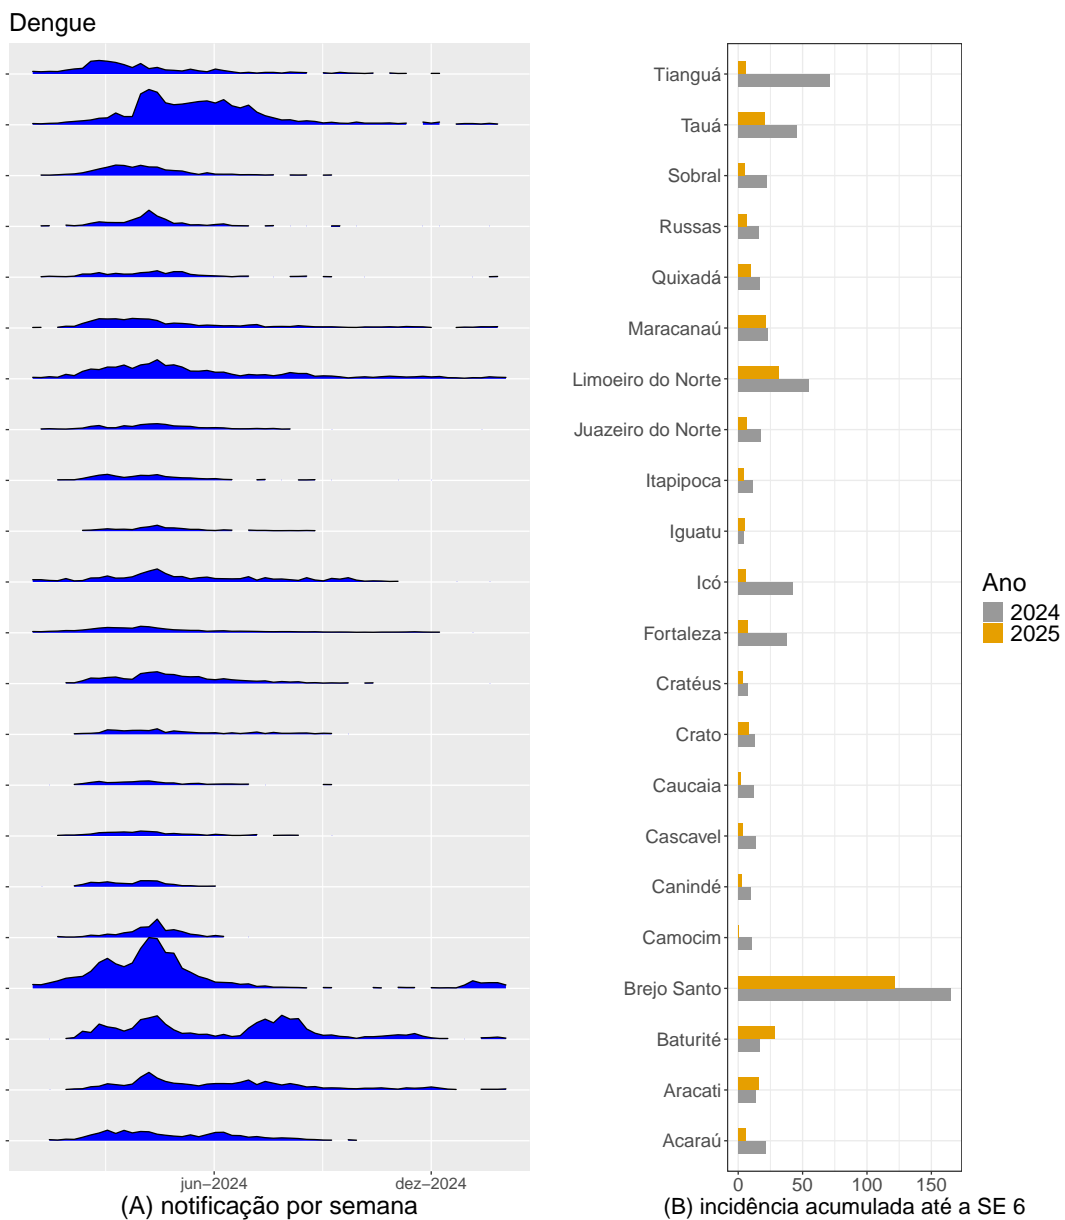 Dengue
Tianguá
Tauá
Sobral
Russas
Quixadá
Maracanaú
Limoeiro do Norte
Juazeiro do Norte
Itapipoca
Iguatu
Icó
Fortaleza
Cratéus
Crato
Caucaia
Cascavel
Canindé
Camocim
Brejo Santo
Baturité
Aracati
Acaraú
jun–2024 dez–2024
(A) notificação por semana
0 50 100 150
(B) incidência acumulada até a SE 6
Ano
2024
2025